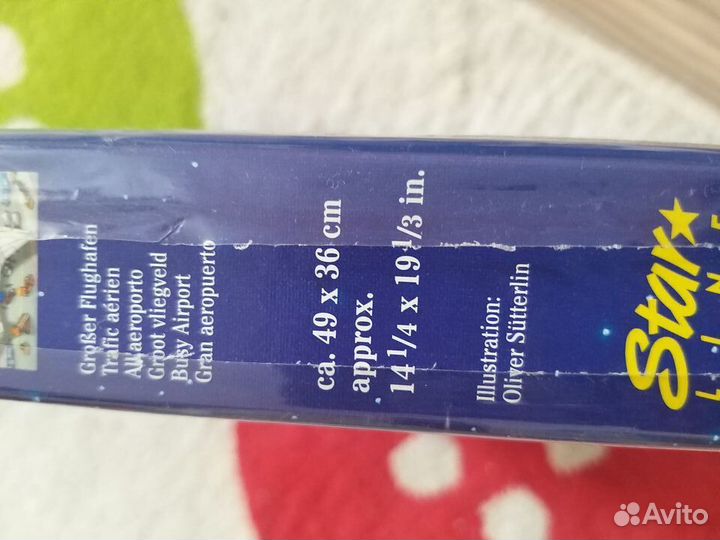 Großer Flughafen
Trafic aérien
All'aeroporto
Groot vliegveld
Busy Airport
Gran aeropuerto
ca. 49 x 36 cm
approx.
14 1/4 x 19 1/3 in.
Illustration:
Oliver Sütterlin
Star
L I N E
Avito